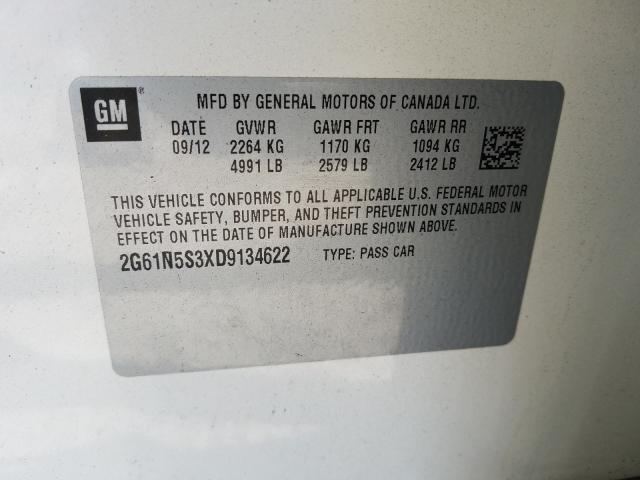 GM
®
MFD BY GENERAL MOTORS OF CANADA LTD.
DATE GVWR GAWR FRT GAWR RR
09/12 2264 KG 1170 KG 1094 KG
4991 LB 2579 LB 2412 LB
THIS VEHICLE CONFORMS TO ALL APPLICABLE U.S. FEDERAL MOTOR
VEHICLE SAFETY, BUMPER, AND THEFT PREVENTION STANDARDS IN
EFFECT ON THE DATE OF MANUFACTURE SHOWN ABOVE.
2G61N5S3XD9134622 TYPE: PASS CAR